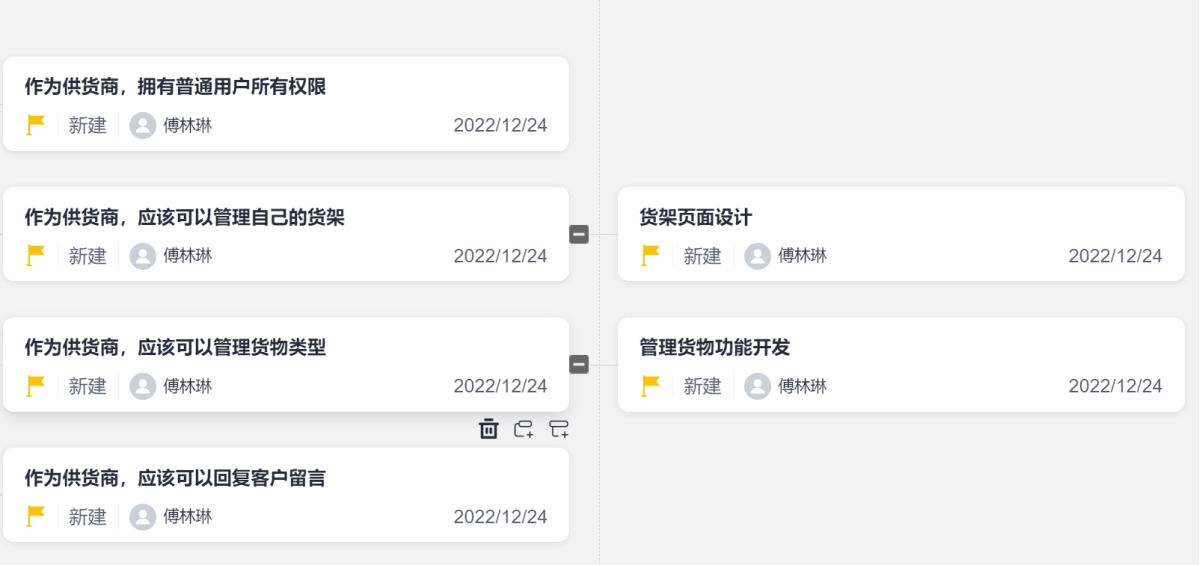 作为供货商，拥有普通用户所有权限
新建 傅林琳 2022/12/24
作为供货商，应该可以管理自己的货架
新建 傅林琳 2022/12/24
货架页面设计
新建 傅林琳 2022/12/24
作为供货商，应该可以管理货物类型
新建 傅林琳 2022/12/24
管理货物功能开发
新建 傅林琳 2022/12/24
作为供货商，应该可以回复客户留言
新建 傅林琳 2022/12/24